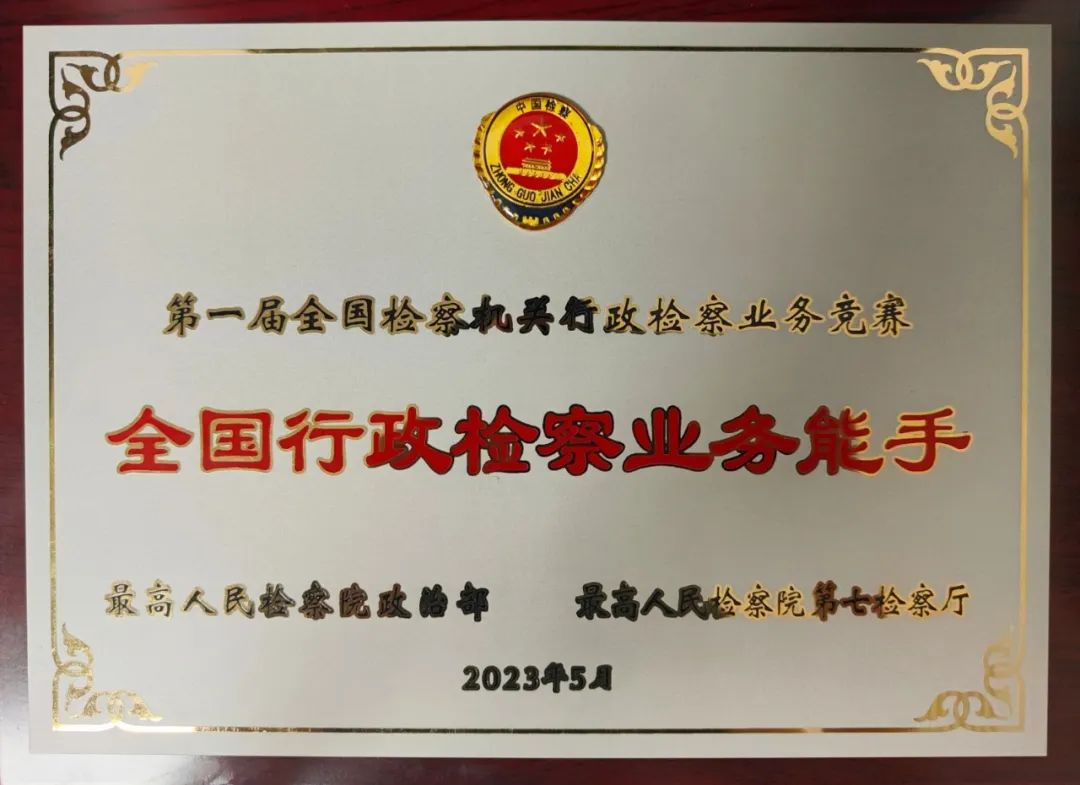 中国检察
ZHONG GUO JIAN CHA
第一届全国检察机关行政检察业务竞赛
全国行政检察业务能手
最高人民检察院政治部 最高人民检察院第七检察厅
2023年5月